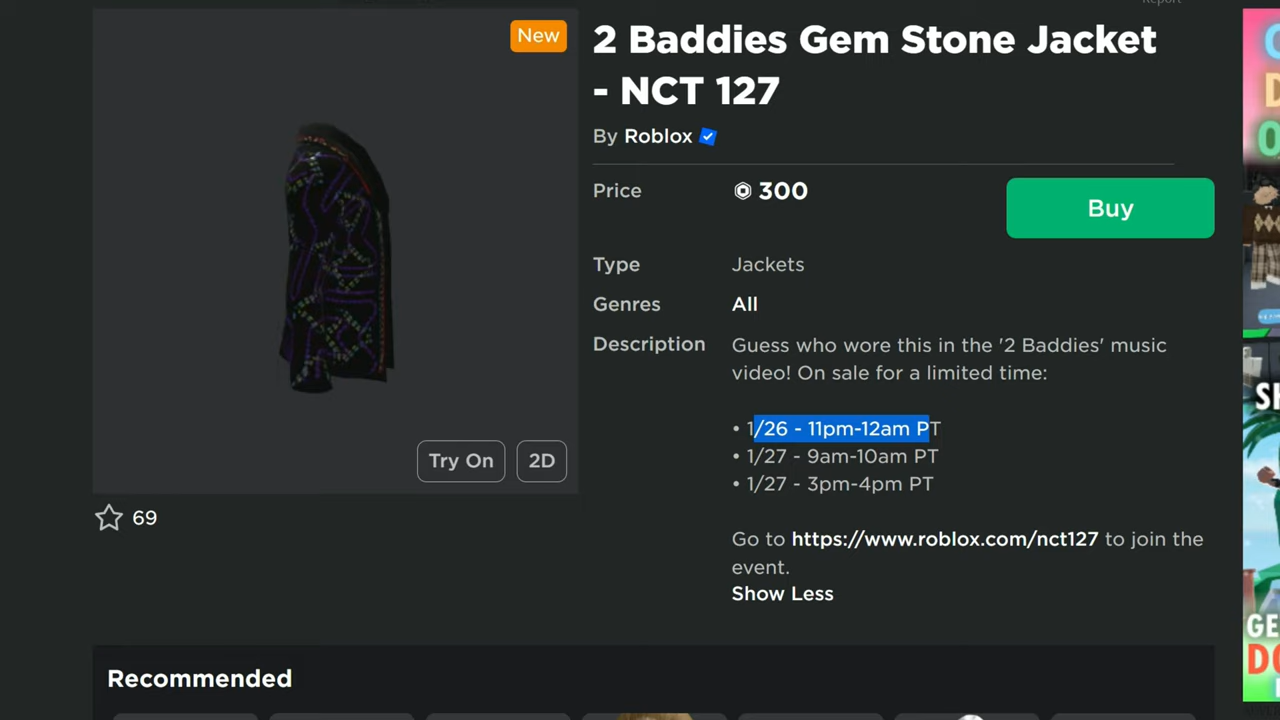 Report
New
2 Baddies Gem Stone Jacket
- NCT 127
By Roblox
Price
300
Buy
Type
Jackets
Genres
All
Description
Guess who wore this in the '2 Baddies' music
video! On sale for a limited time:
• 1/26 - 11pm-12am PT
• 1/27 - 9am-10am PT
• 1/27 - 3pm-4pm PT
Try On
2D
69
Go to https://www.roblox.com/nct127 to join the
event.
Show Less
Recommended